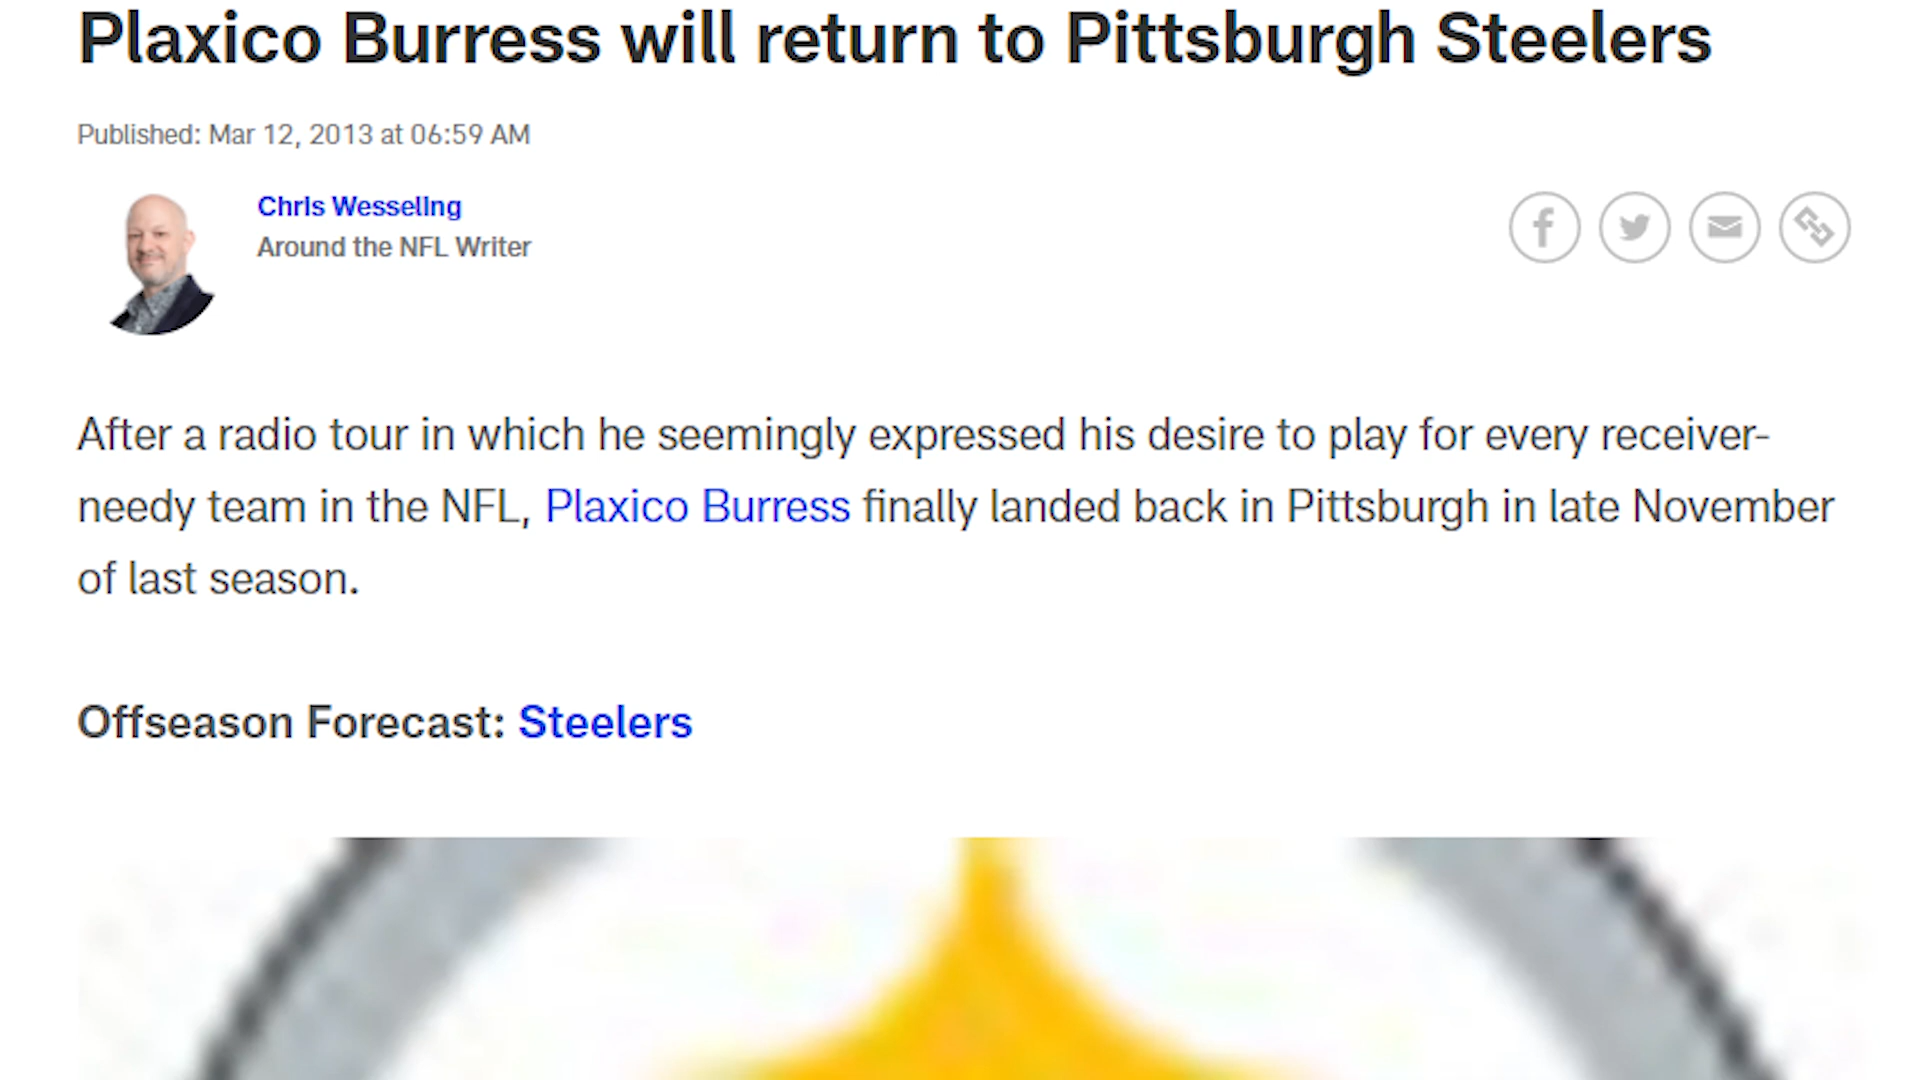 Plaxico Burress will return to Pittsburgh Steelers
Published: Mar 12, 2013 at 06:59 AM
Chris Wesseling
Around the NFL Writer
After a radio tour in which he seemingly expressed his desire to play for every receiver-
needy team in the NFL, Plaxico Burress finally landed back in Pittsburgh in late November
of last season.
Offseason Forecast: Steelers